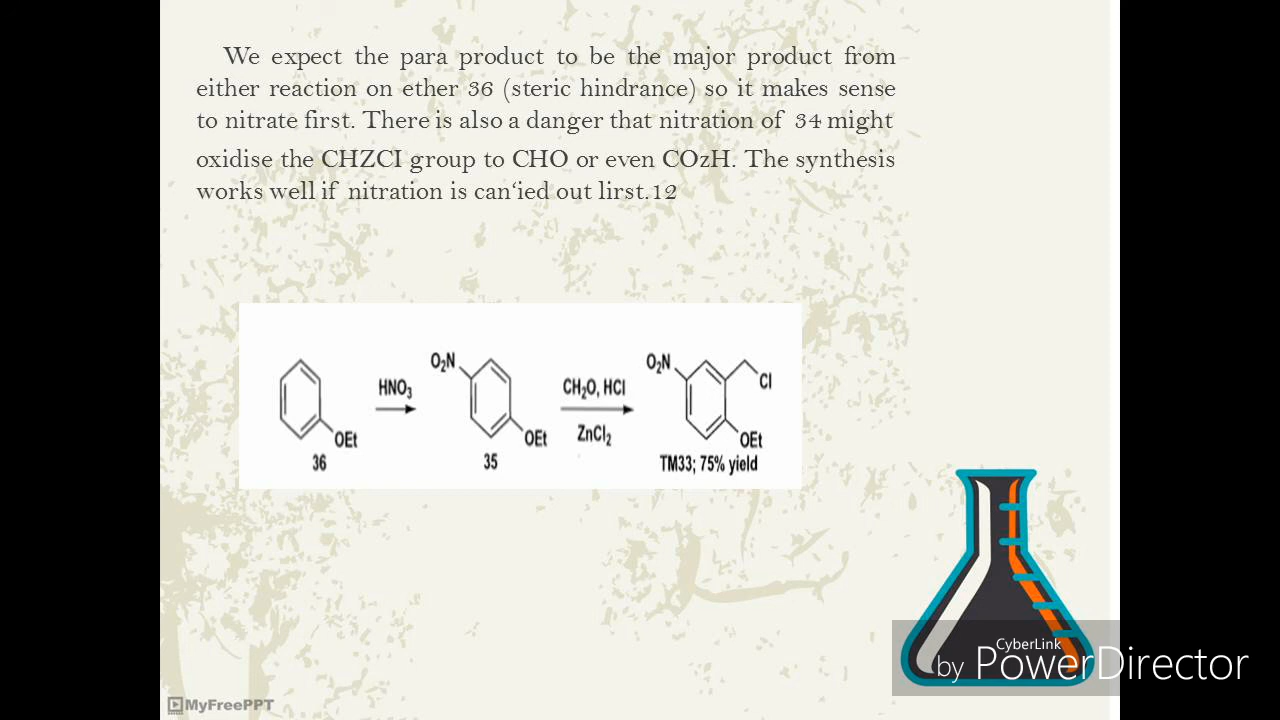 We expect the para product to be the major product from
either reaction on ether 36 (steric hindrance) so it makes sense
to nitrate first. There is also a danger that nitration of 34 might
oxidise the CHZCI group to CHO or even COzH. The synthesis
works well if nitration is can‘ied out lirst.12
O₂N
O₂N
HNO₃
CH₂O, HCl
Cl
ZnCl₂
OEt
OEt
OEt
36
35
TM33; 75% yield
CyberLink
by PowerDirector
MyFreePPT